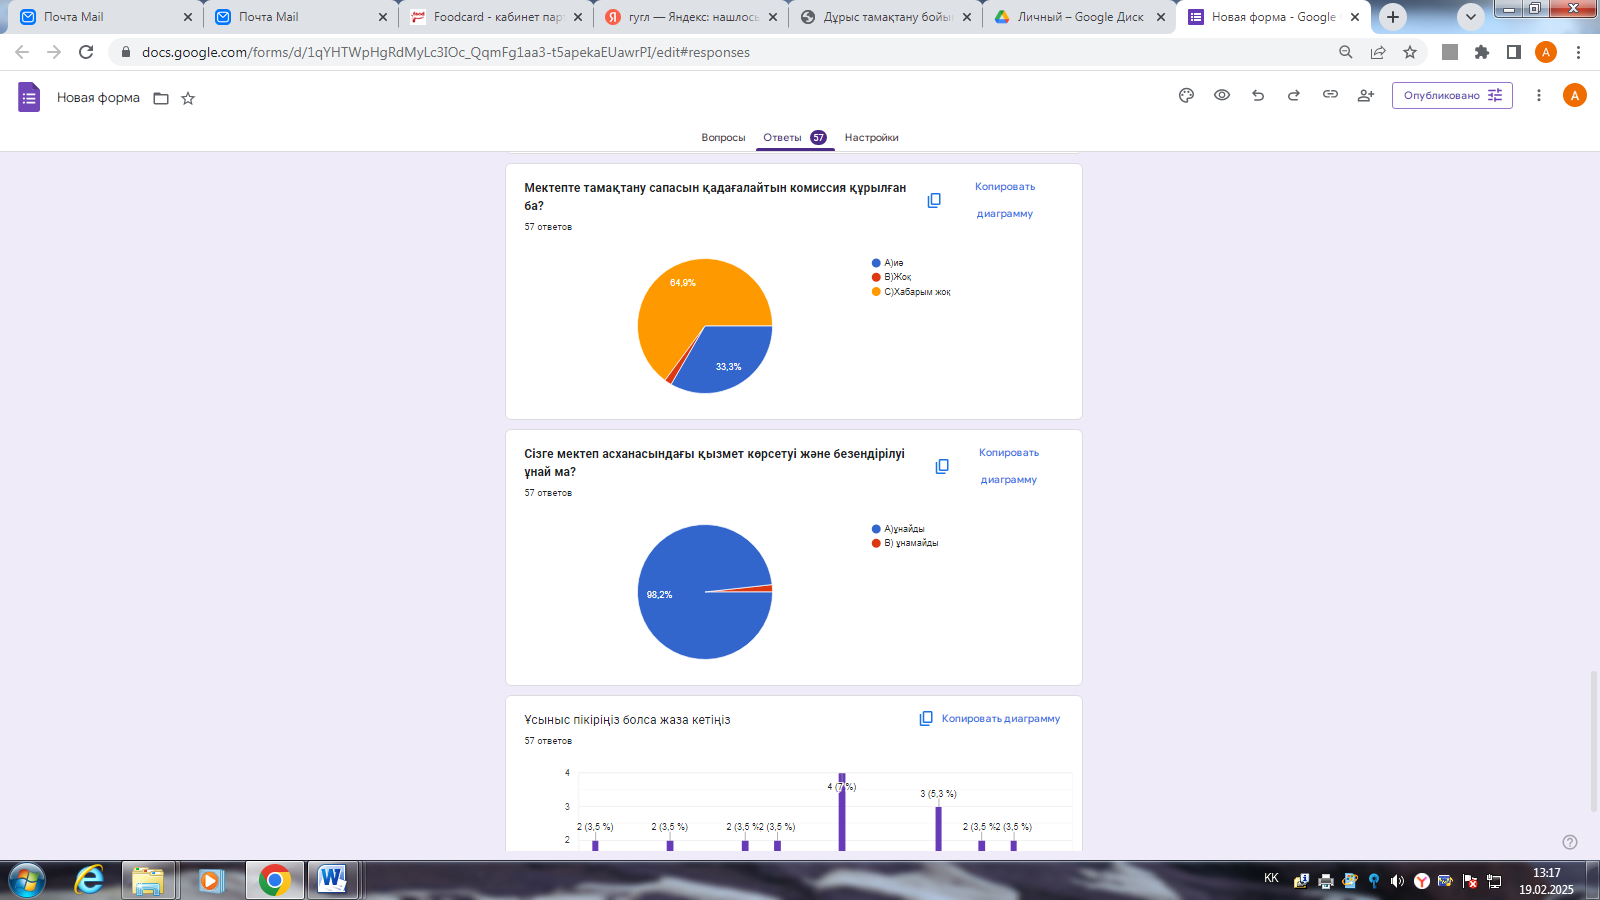 Почта Mail
Почта Mail
Foodcard - кабинет пар
гугл — Яндекс: нашлось
Дұрыс тамақтану бойын
Личный – Google Диск
Новая форма - Google
docs.google.com/forms/d/1qYHTWpHgRdMyLc3IOc_QqmFg1aa3-t5apekaEUawrPI/edit#responses
A
Новая форма
Опубликовано
A
Вопросы
Ответы 57
Настройки
Мектепте тамақтану сапасын қадағалайтын комиссия құрылған
ба?
57 ответов
Копировать
диаграмму
64,9%
33,3%
А)иә
В)Жоқ
С)Хабарым жоқ
Сізге мектеп асханасындағы қызмет көрсетуі және безендірілуі
ұнай ма?
57 ответов
Копировать
диаграмму
98,2%
А)ұнайды
В) ұнамайды
Ұсыныс пікіріңіз болса жаза кетіңіз
57 ответов
Копировать диаграмму
4
3
2
2 (3,5 %)
2 (3,5 %)
2 (3,5 %)
2 (3,5 %)
4 (7 %)
3 (5,3 %)
2 (3,5 %)
2 (3,5 %)
KK
13:17
19.02.2025